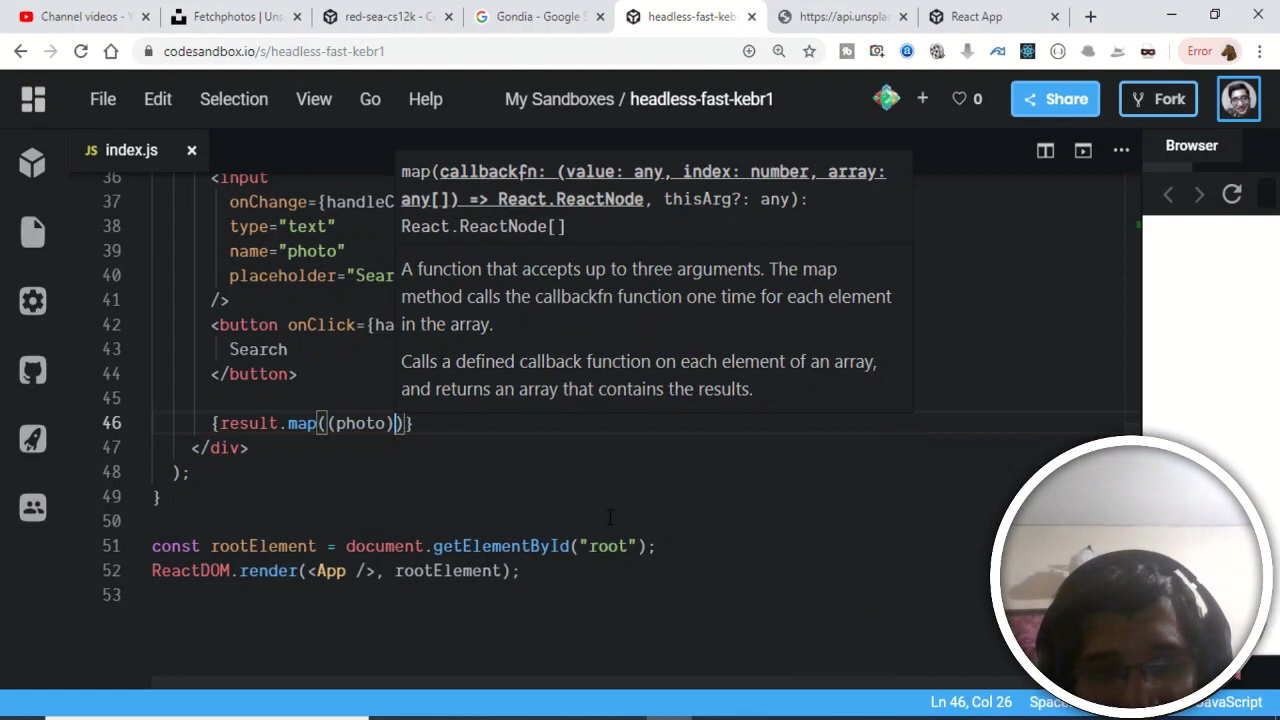 Channel videos - Y
Fetchphotos | Uns
red-sea-cs12k - Co
Gondia - Google S
headless-fast-keb
https://api.unspla
React App
codesandbox.io/s/headless-fast-kebr1
Error
File Edit Selection View Go Help
My Sandboxes / headless-fast-kebr1
0
Share
Fork
JS index.js
Browser
36 <input
37 onChange={handleC
38 type="text"
39 name="photo"
40 placeholder="Sear
41 />
42 <button onClick={ha
43 Search
44 </button>
45
46 {result.map((photo))}
47 </div>
48 );
49 }
50
51 const rootElement = document.getElementById("root");
52 ReactDOM.render(<App />, rootElement);
53
map(callbackfn: (value: any, index: number, array:
any[]) => React.ReactNode, thisArg?: any):
React.ReactNode[]
A function that accepts up to three arguments. The map
method calls the callbackfn function one time for each element
in the array.
Calls a defined callback function on each element of an array,
and returns an array that contains the results.
Ln 46, Col 26
Spac
JavaScript